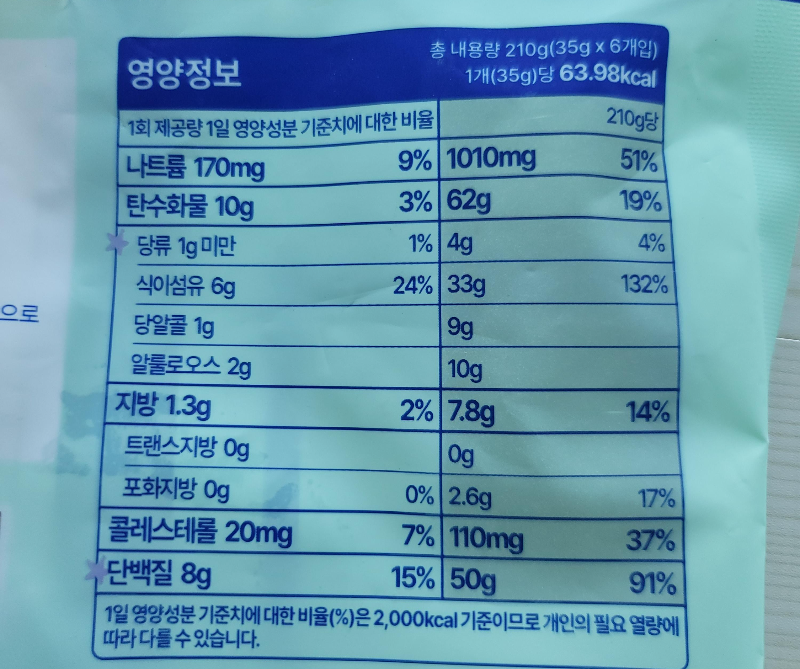 영양정보
총 내용량 210g(35g x 6개입)
1개(35g)당 63.98kcal
1회 제공량 1일 영양성분 기준치에 대한 비율 210g당
나트륨 170mg 9% 1010mg 51%
탄수화물 10g 3% 62g 19%
당류 1g 미만 1% 4g 4%
식이섬유 6g 24% 33g 132%
당알콜 1g 9g
알룰로오스 2g 10g
지방 1.3g 2% 7.8g 14%
트랜스지방 0g 0g
포화지방 0g 0% 2.6g 17%
콜레스테롤 20mg 7% 110mg 37%
단백질 8g 15% 50g 91%
1일 영양성분 기준치에 대한 비율(%)은 2,000kcal 기준이므로 개인의 필요 열량에
따라 다를 수 있습니다.
으로